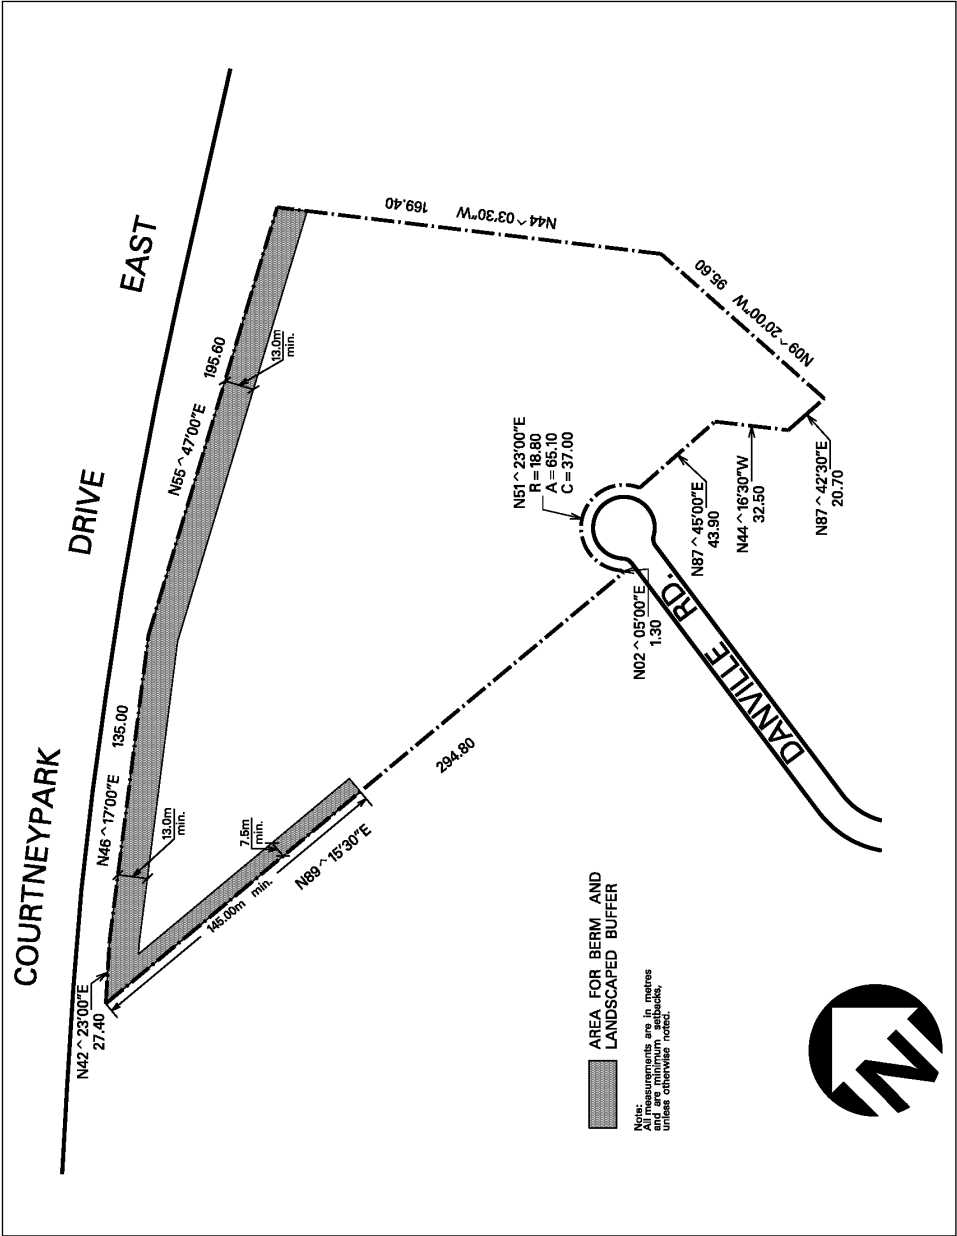 COURTNEYPARK
DRIVE
EAST
N42^23'00"E
27.40
N46^17'00"E 135.00
13.0m
min.
N55^47'00"E 195.60
13.0m
min.
N44^03'30"W 169.40
N09^20'00"W 95.60
N87^42'30"E
20.70
N44^16'30"W
32.50
N87^45'00"E
43.90
N51^23'00"E
R=18.80
A=65.10
C=37.00
N02^05'00"E
1.30
294.80
N89^15'30"E
145.00m min.
7.5m
min.
DANVILLE RD.
AREA FOR BERM AND
LANDSCAPED BUFFER
Note:
All measurements are in metres
and are minimum setbacks,
unless otherwise noted.
N